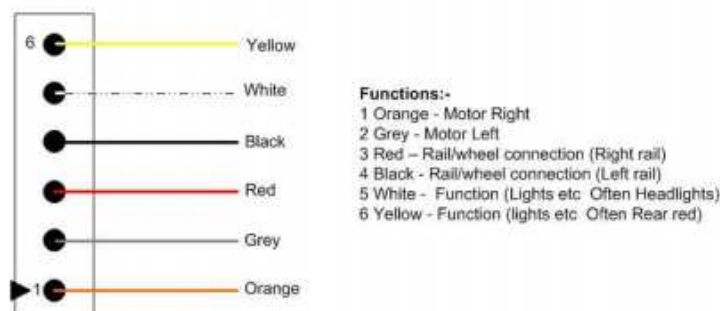 6
Yellow
White
Black
Red
Grey
1
Orange
Functions:-
1 Orange - Motor Right
2 Grey - Motor Left
3 Red – Rail/wheel connection (Right rail)
4 Black - Rail/wheel connection (Left rail)
5 White - Function (Lights etc Often Headlights)
6 Yellow - Function (lights etc Often Rear red)